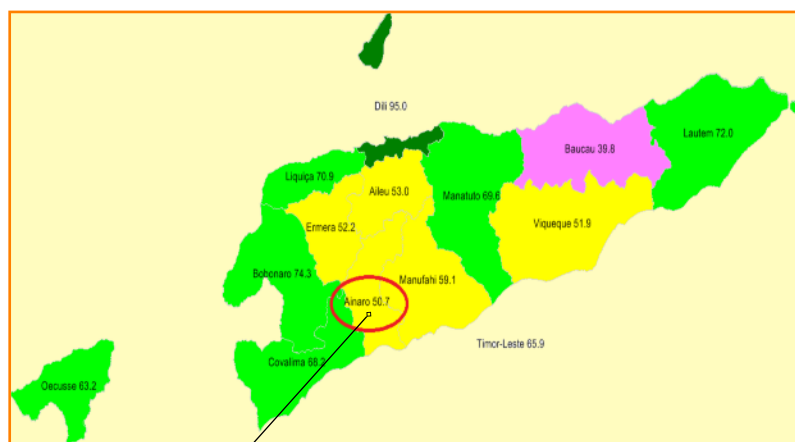 Dili 95.0
Lautem 72.0
Baucau 39.8
Liquiça 70.9
Aileu 53.0
Manatuto 69.6
Viqueque 51.9
Ermera 52.2
Bobonaro 74.3
Manufahi 59.1
Ainaro 50.7
Timor-Leste 65.9
Covalima 68.2
Oecusse 63.2